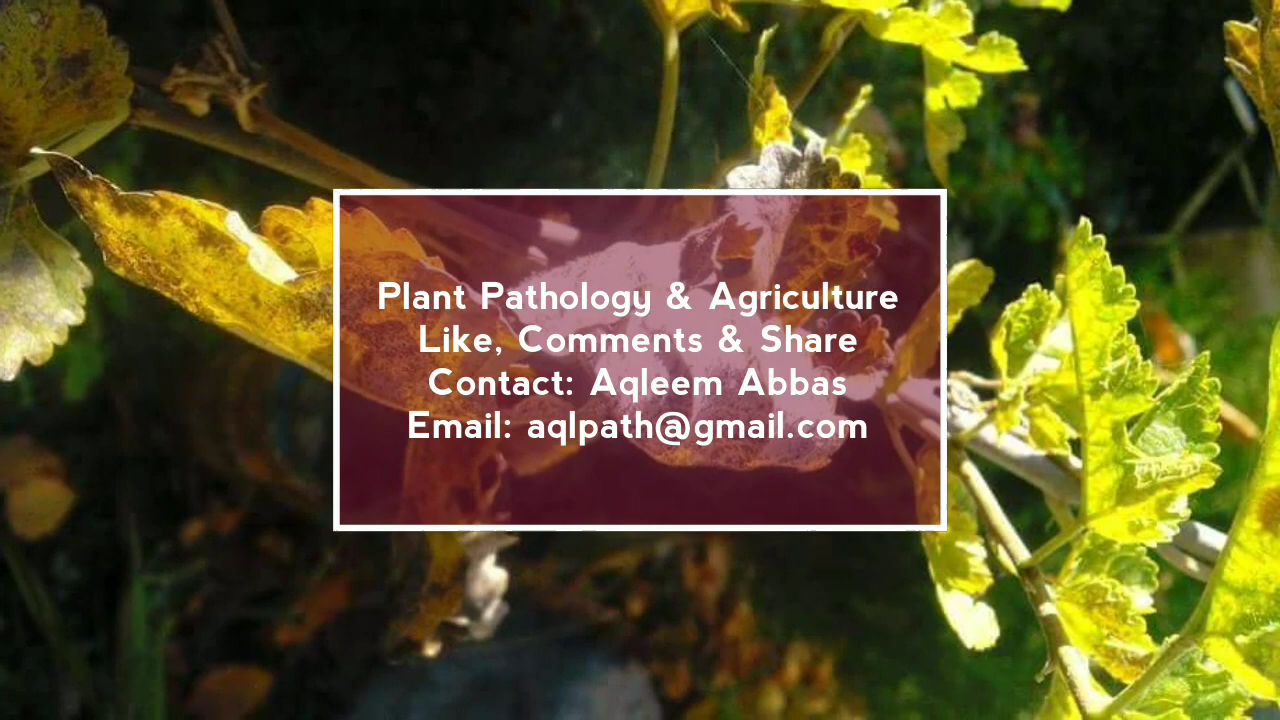 Plant Pathology & Agriculture
Like, Comments & Share
Contact: Aqleem Abbas
Email: aqlpath@gmail.com